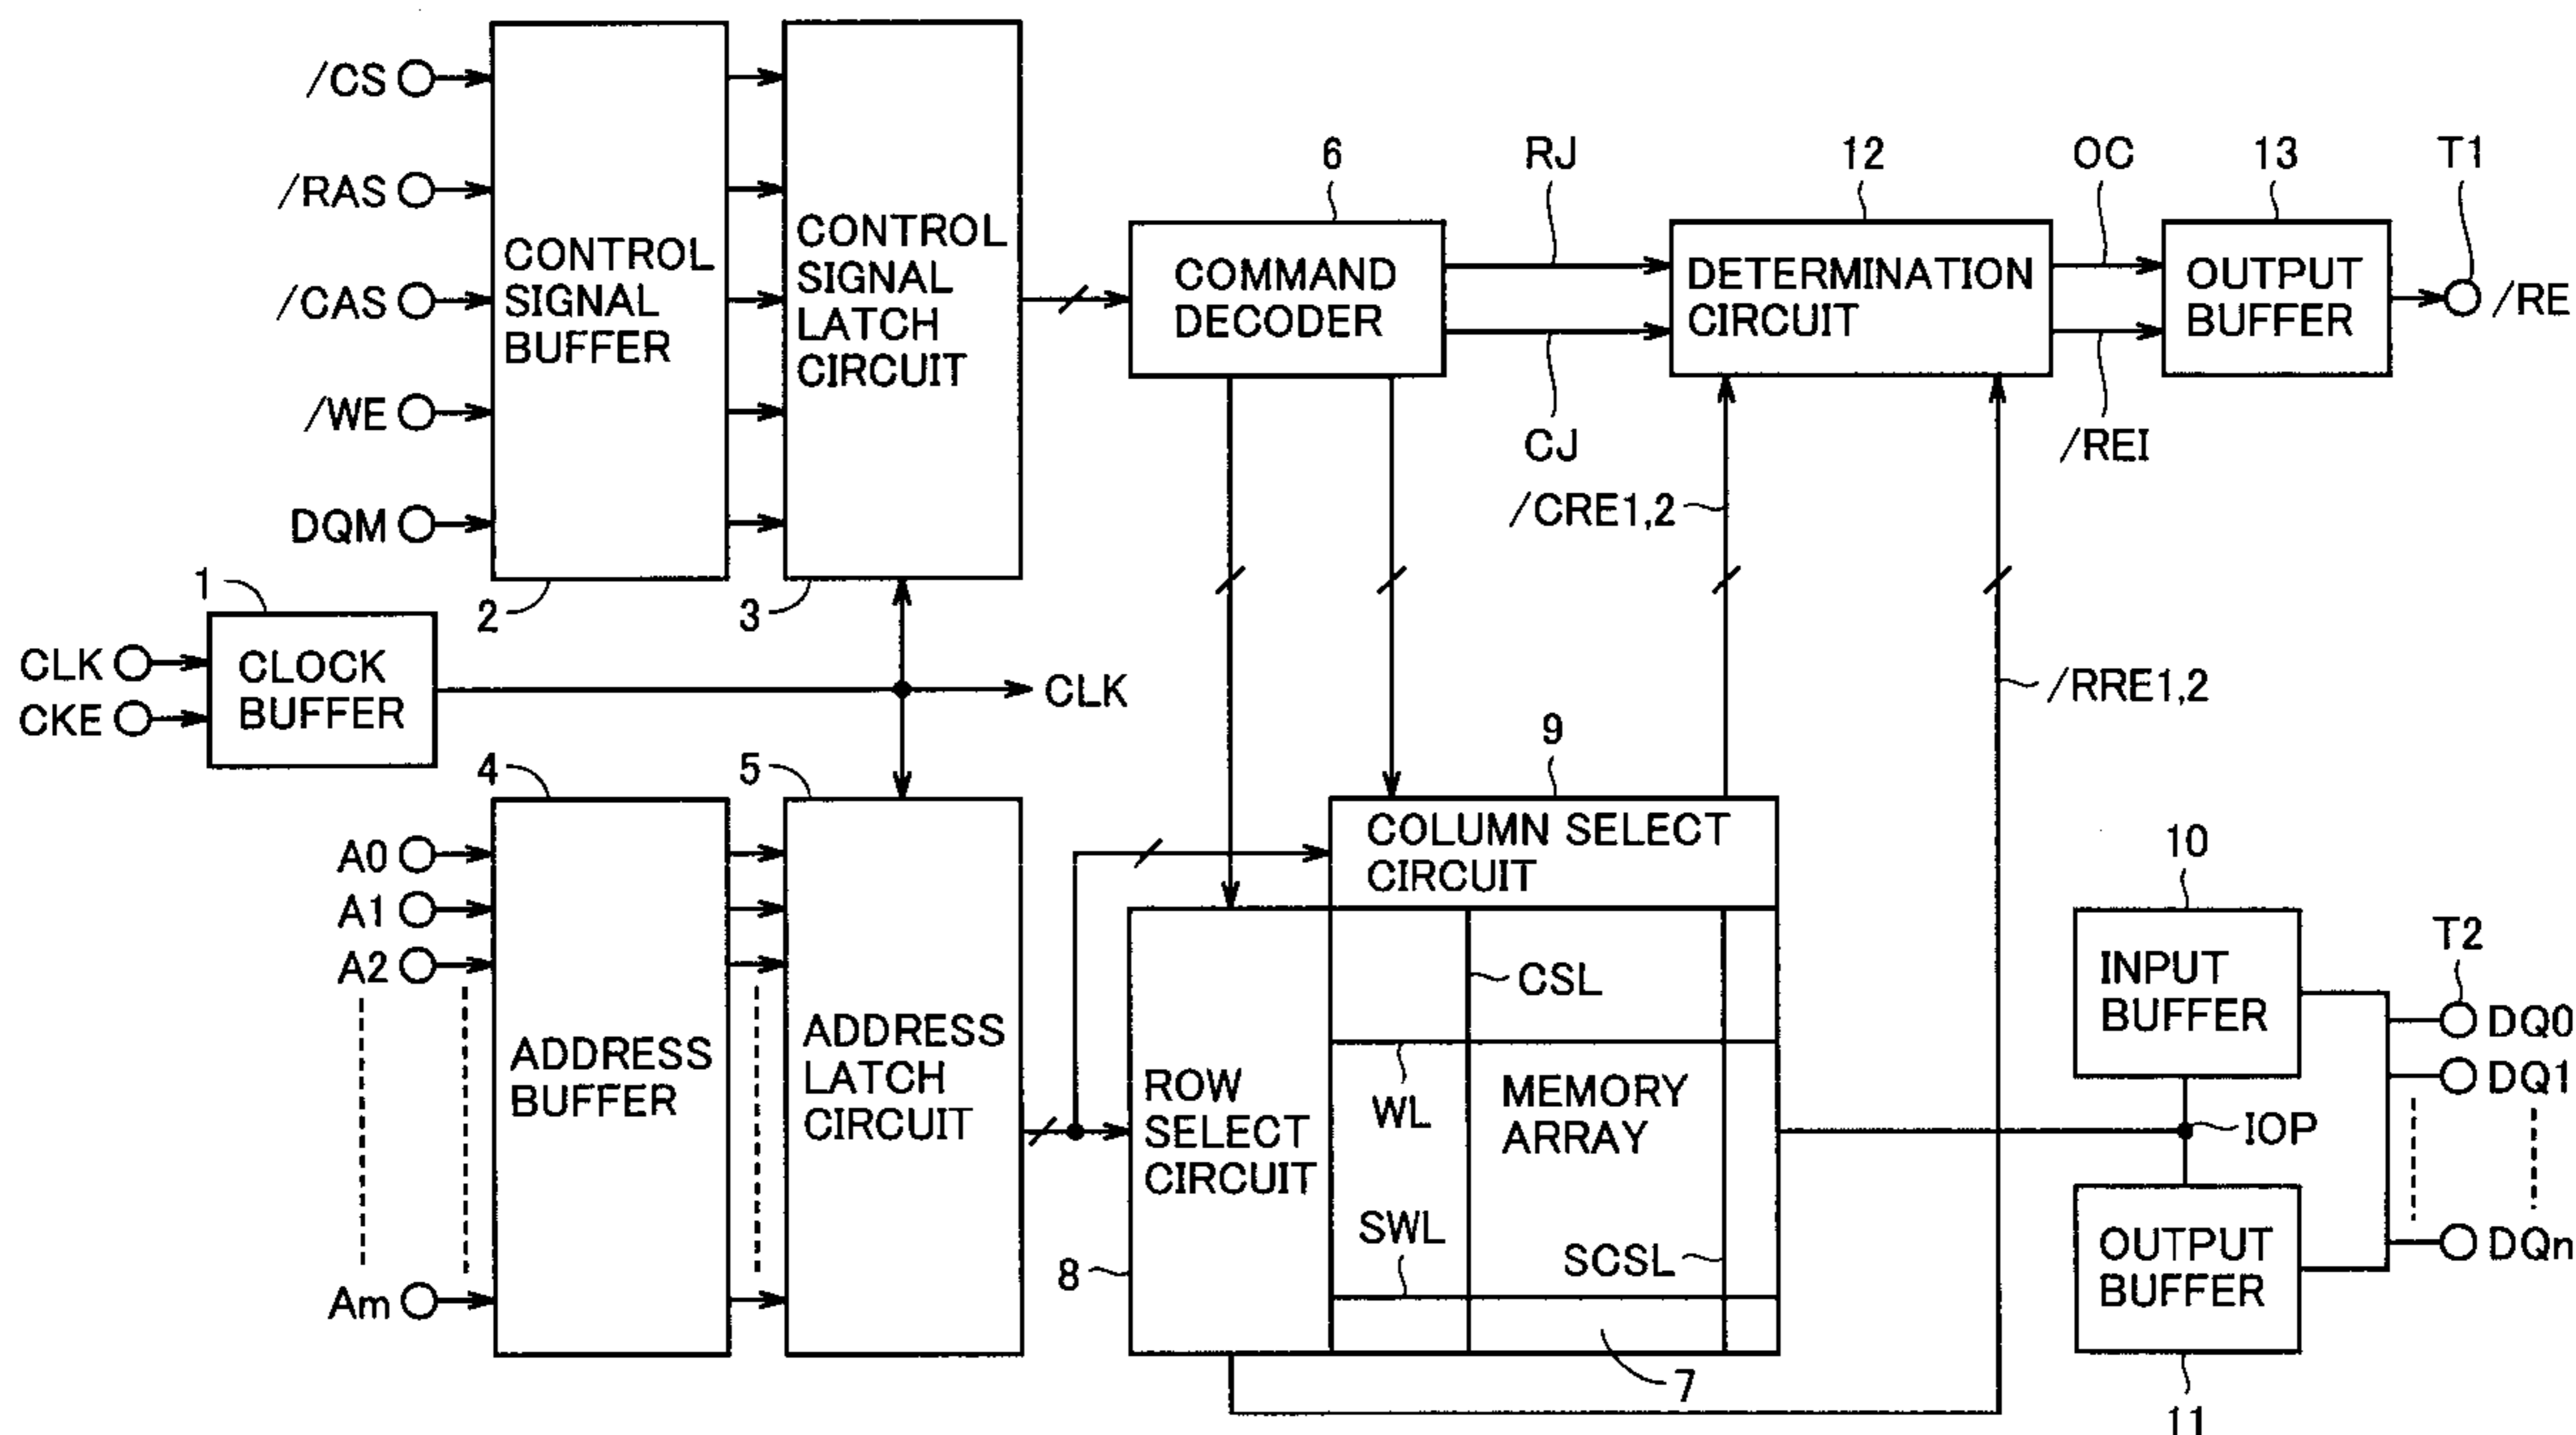 /CS
/RAS
/CAS
/WE
DQM
CONTROL
SIGNAL
BUFFER
2
CONTROL
SIGNAL
LATCH
CIRCUIT
3
6
COMMAND
DECODER
RJ
CJ
12
DETERMINATION
CIRCUIT
OC
/REI
13
OUTPUT
BUFFER
T1
/RE
/CRE1,2
/RRE1,2
1
CLK
CKE
CLOCK
BUFFER
CLK
4
A0
A1
A2
Am
ADDRESS
BUFFER
5
ADDRESS
LATCH
CIRCUIT
9
COLUMN SELECT
CIRCUIT
8
ROW
SELECT
CIRCUIT
CSL
WL
MEMORY
ARRAY
SWL
SCSL
7
10
INPUT
BUFFER
IOP
OUTPUT
BUFFER
11
T2
DQ0
DQ1
DQn